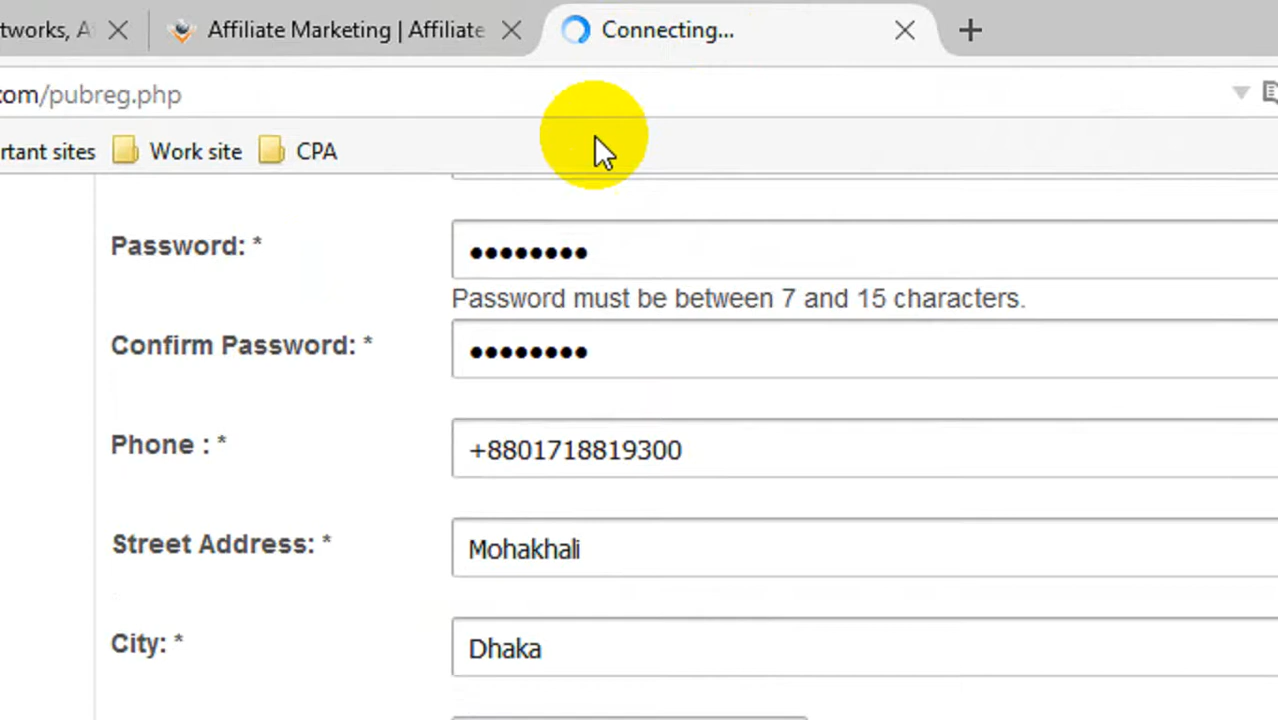 tworks, A
Affiliate Marketing | Affiliate
Connecting...
com/pubreg.php
rtant sites
Work site
CPA
Password: *
••••••••
Password must be between 7 and 15 characters.
Confirm Password: *
••••••••
Phone : *
+8801718819300
Street Address: *
Mohakhali
City: *
Dhaka